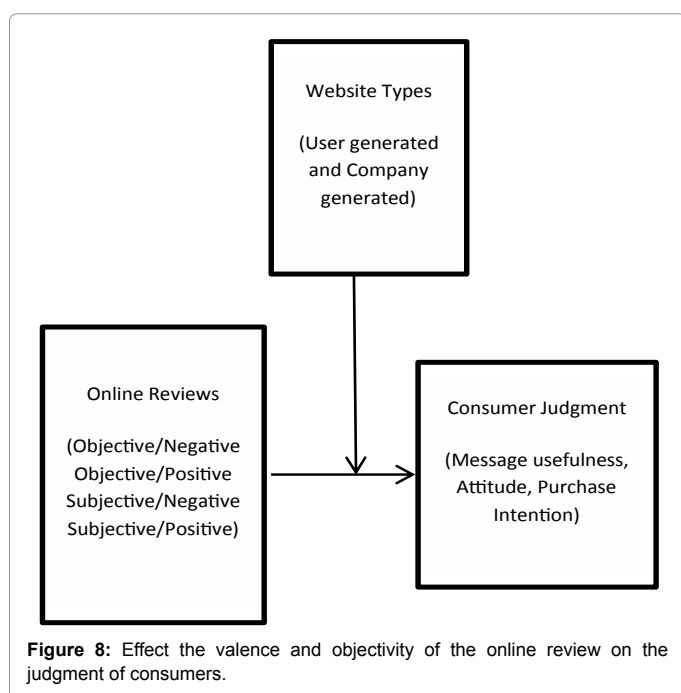 Website Types
(User generated
and Company
generated)
Online Reviews
(Objective/Negative
Objective/Positive
Subjective/Negative
Subjective/Positive)
Consumer Judgment
(Message usefulness,
Attitude, Purchase
Intention)
Figure 8: Effect the valence and objectivity of the online review on the
judgment of consumers.